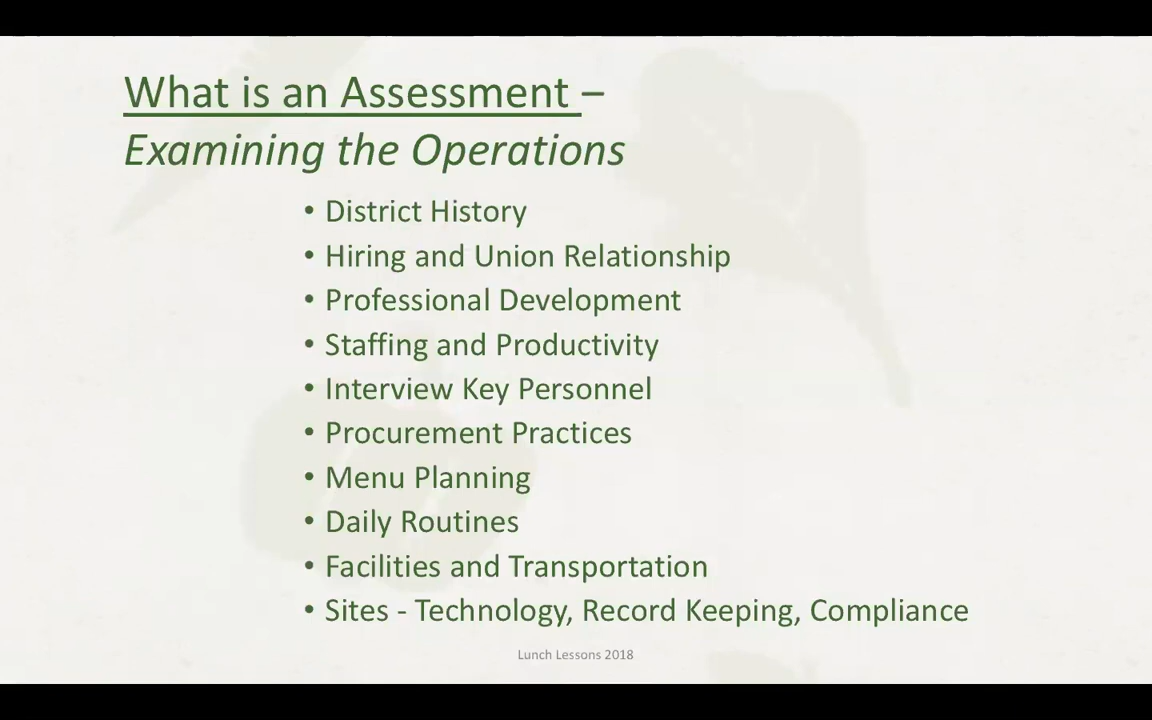 What is an Assessment –
Examining the Operations
• District History
• Hiring and Union Relationship
• Professional Development
• Staffing and Productivity
• Interview Key Personnel
• Procurement Practices
• Menu Planning
• Daily Routines
• Facilities and Transportation
• Sites - Technology, Record Keeping, Compliance
Lunch Lessons 2018